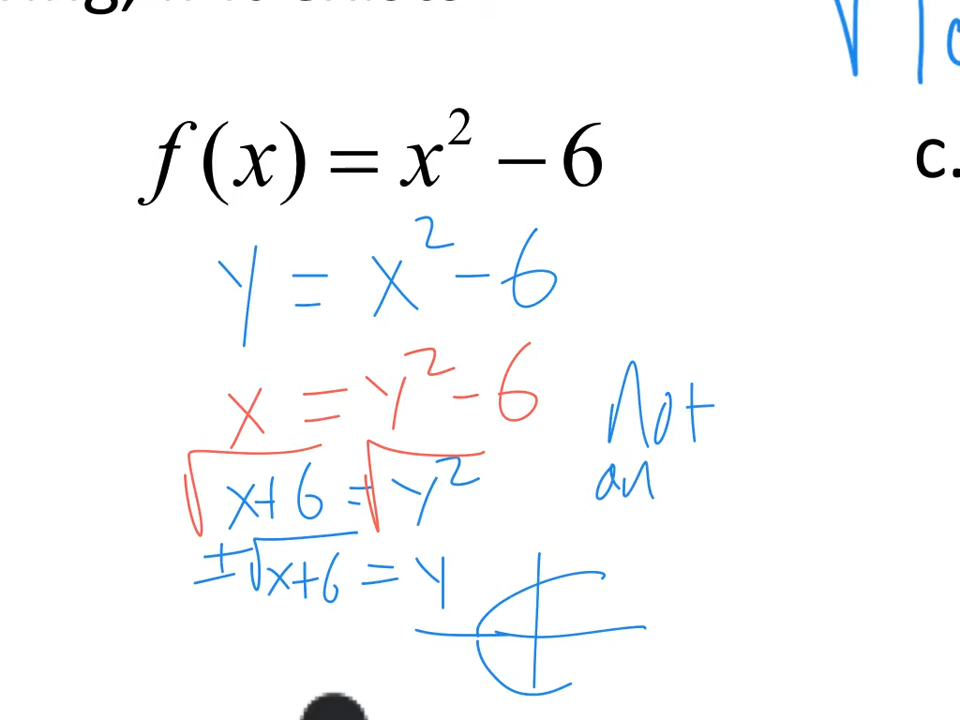 f(x) = x² − 6
c.
y = x² − 6
x = y² − 6
Not
an
√x+6 = √y²
±√x+6 = y